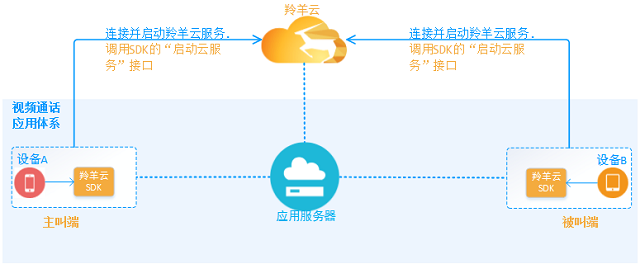 羚羊云
连接并启动羚羊云服务.
调用SDK的“启动云服
务”接口
连接并启动羚羊云服务.
调用SDK的“启动云服
务”接口
视频通话
应用体系
设备A
羚羊云
SDK
主叫端
应用服务器
设备B
羚羊云
SDK
被叫端